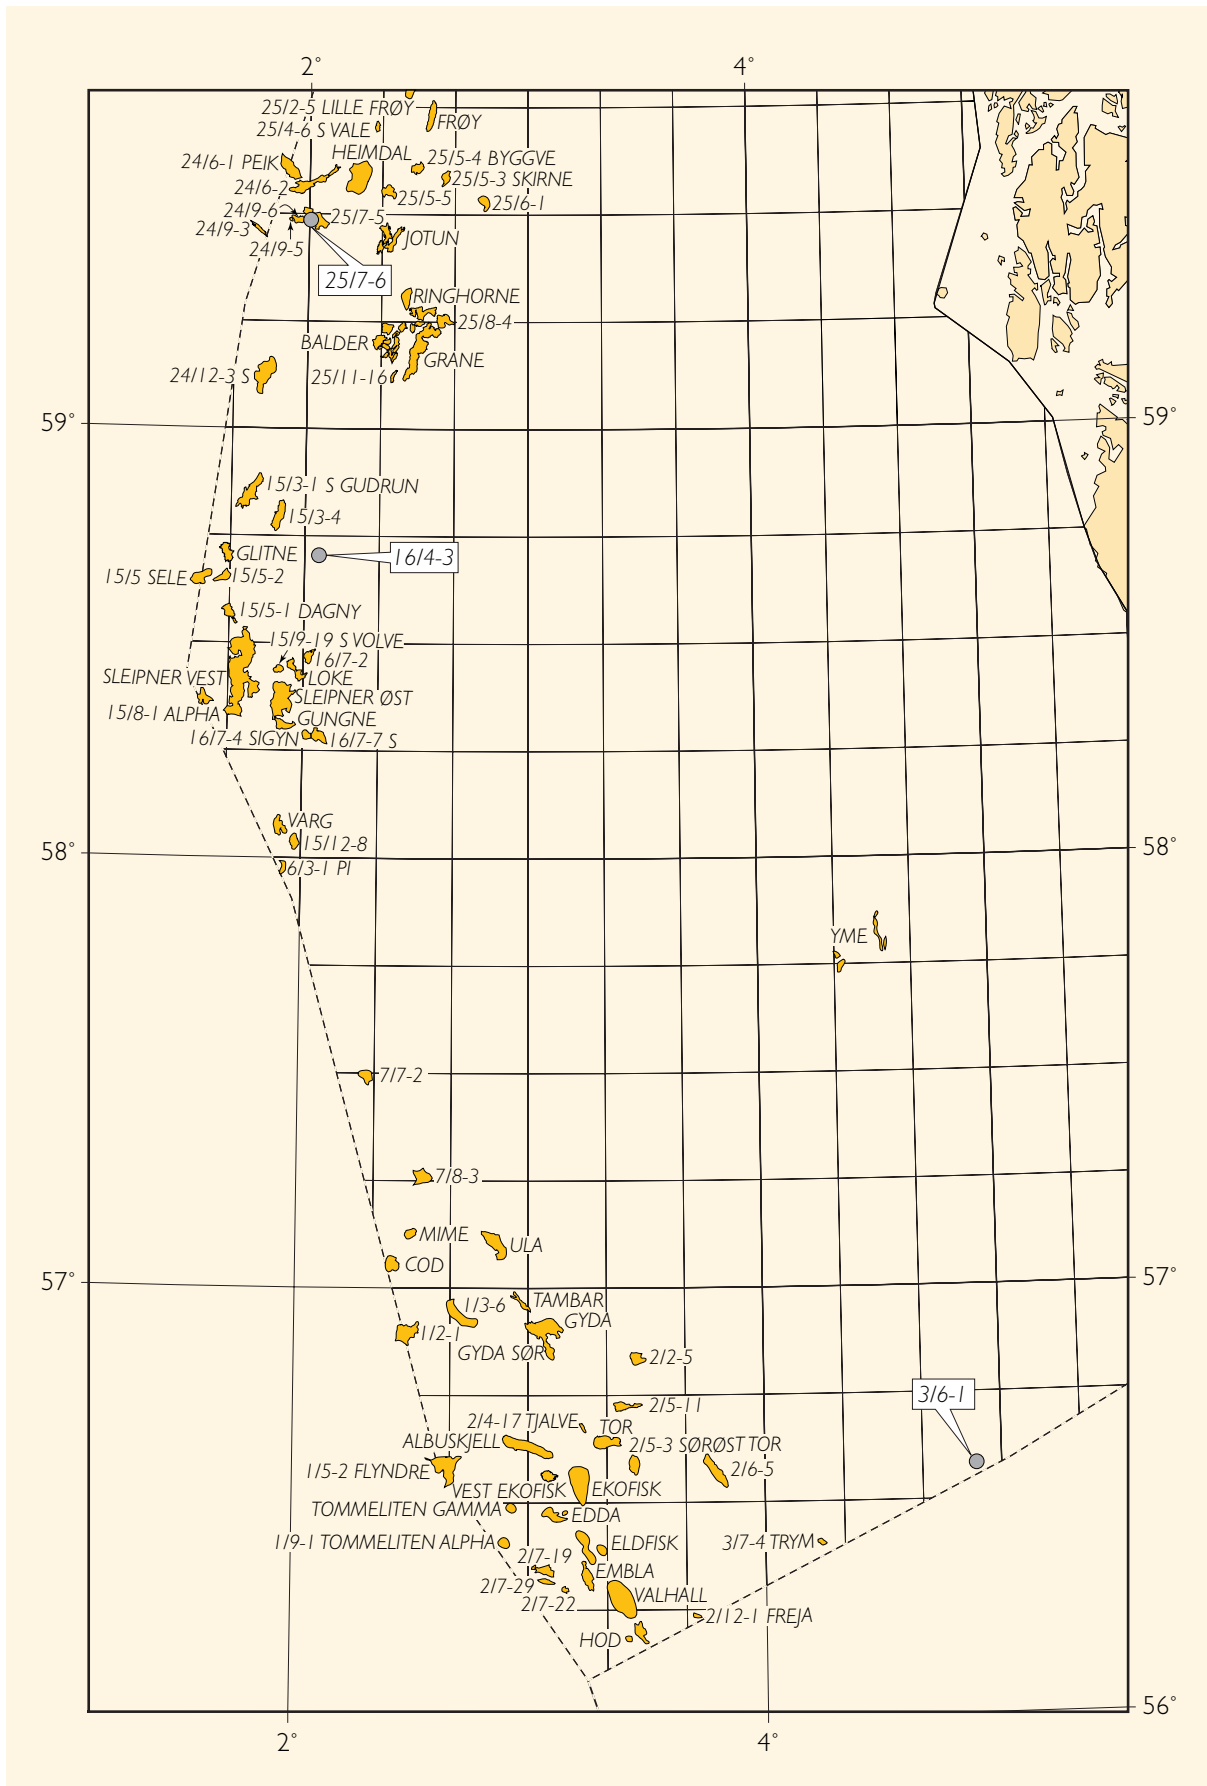 2°
4°
25/2-5 LILLE FRØY
FRØY
25/4-6 S VALE
HEIMDAL
25/5-4 BYGGVE
24/6-1 PEIK
25/5-3 SKIRNE
24/6-2
25/5-5
25/6-1
24/9-6
25/7-5
24/9-3
JOTUN
24/9-5
25/7-6
RINGHORNE
25/8-4
BALDER
GRANE
24/12-3 S
25/11-16
59°
59°
15/3-1 S GUDRUN
15/3-4
GLITNE
16/4-3
15/5 SELE
15/5-2
15/5-1 DAGNY
15/9-19 S VOLVE
16/7-2
SLEIPNER VEST
LOKE
SLEIPNER ØST
15/8-1 ALPHA
GUNGNE
16/7-4 SIGYN
16/7-7 S
VARG
15/12-8
58°
58°
6/3-1 PI
YME
7/7-2
7/8-3
MIME
ULA
COD
57°
57°
TAMBAR
1/3-6
GYDA
1/2-1
GYDA SØR
2/2-5
3/6-1
2/5-11
2/4-17 TJALVE
TOR
ALBUSKJELL
2/5-3 SØRØST TOR
1/5-2 FLYNDRE
2/6-5
VEST EKOFISK
EKOFISK
TOMMELITEN GAMMA
EDDA
1/9-1 TOMMELITEN ALPHA
ELDFISK
3/7-4 TRYM
2/7-19
EMBLA
2/7-29
VALHALL
2/7-22
2/12-1 FREJA
HOD
56°
2°
4°